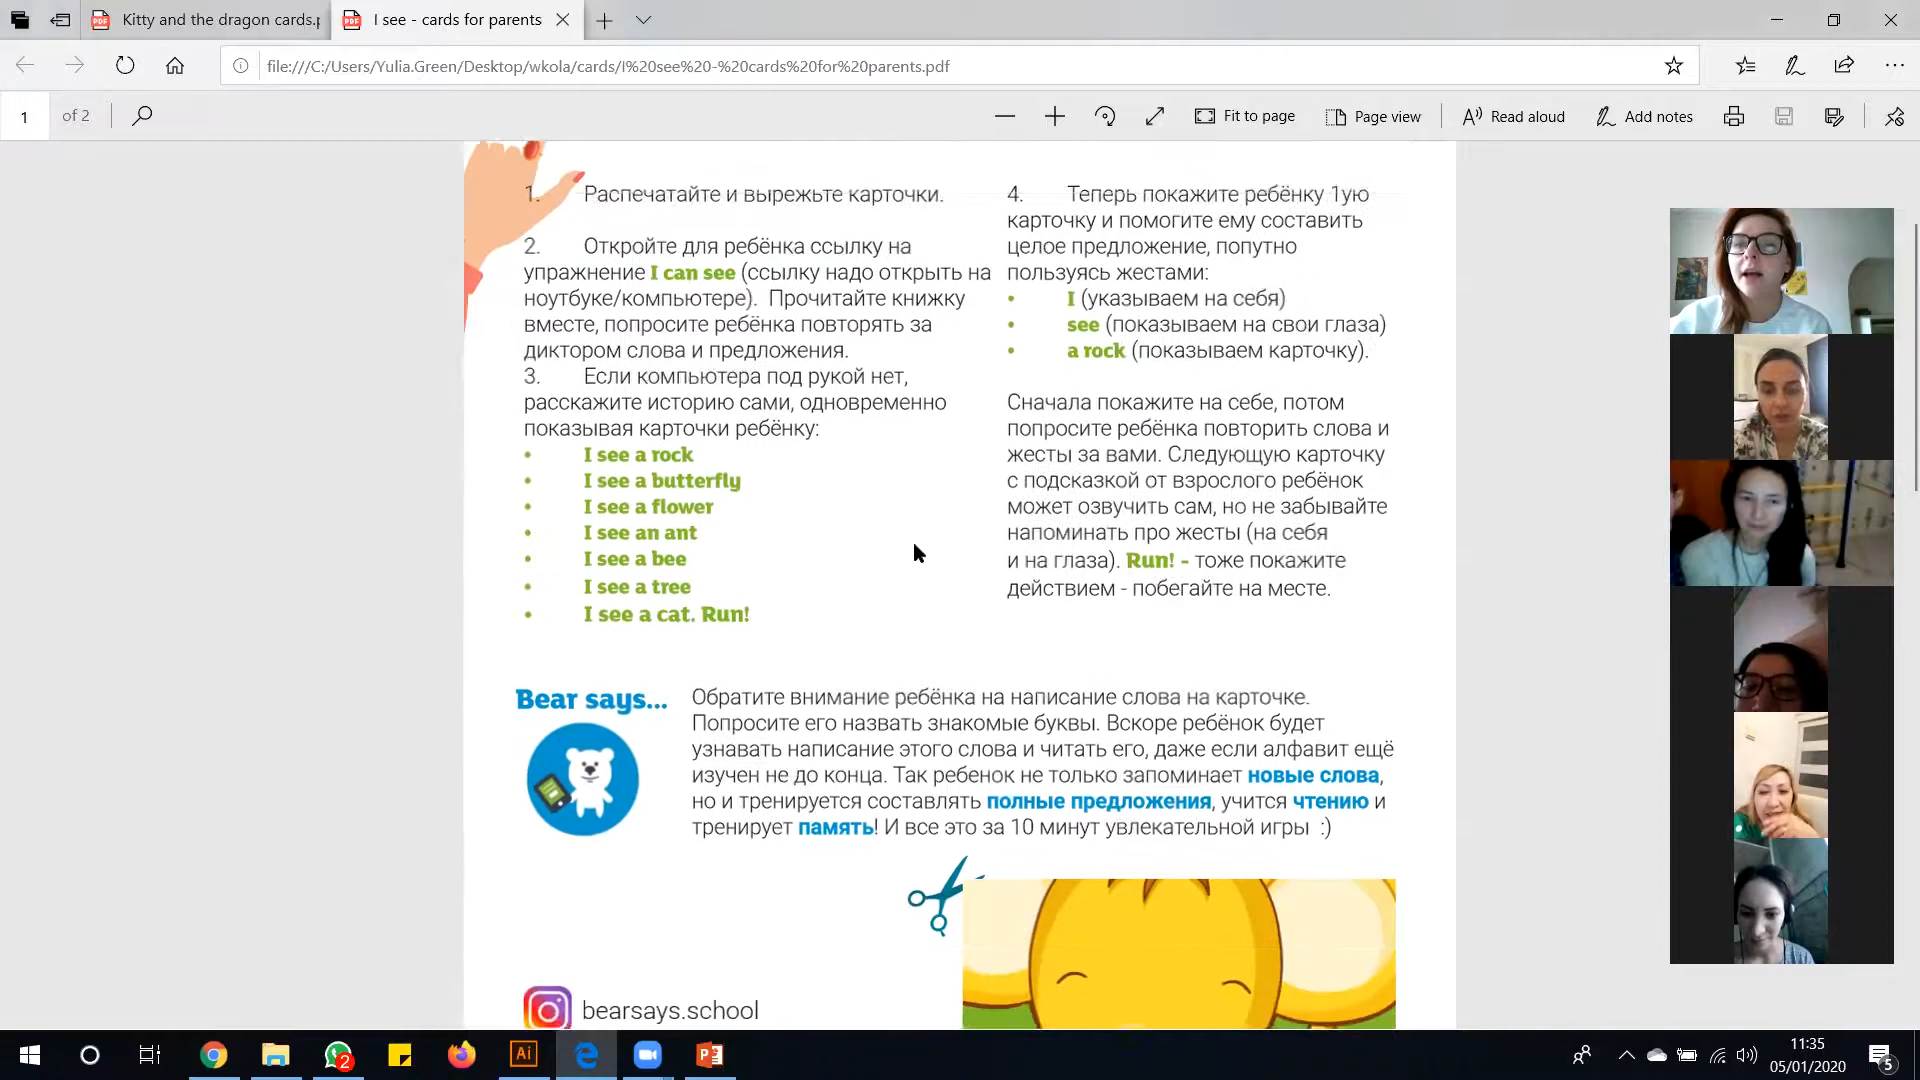 Kitty and the dragon cards.p
I see - cards for parents
file:///C:/Users/Yulia.Green/Desktop/wkola/cards/I%20see%20-%20cards%20for%20parents.pdf
1 of 2
Fit to page
Page view
Read aloud
Add notes
1. Распечатайте и вырежьте карточки.
2. Откройте для ребёнка ссылку на
упражнение I can see (ссылку надо открыть на
ноутбуке/компьютере). Прочитайте книжку
вместе, попросите ребёнка повторять за
диктором слова и предложения.
3. Если компьютера под рукой нет,
расскажите историю сами, одновременно
показывая карточки ребёнку:
• I see a rock
• I see a butterfly
• I see a flower
• I see an ant
• I see a bee
• I see a tree
• I see a cat. Run!
4. Теперь покажите ребёнку 1ую
карточку и помогите ему составить
целое предложение, попутно
пользуясь жестами:
• I (указываем на себя)
• see (показываем на свои глаза)
• a rock (показываем карточку).
Сначала покажите на себе, потом
попросите ребёнка повторить слова и
жесты за вами. Следующую карточку
с подсказкой от взрослого ребёнок
может озвучить сам, но не забывайте
напоминать про жесты (на себя
и на глаза). Run! - тоже покажите
действием - побегайте на месте.
Bear says...
Обратите внимание ребёнка на написание слова на карточке.
Попросите его назвать знакомые буквы. Вскоре ребёнок будет
узнавать написание этого слова и читать его, даже если алфавит ещё
изучен не до конца. Так ребенок не только запоминает новые слова,
но и тренируется составлять полные предложения, учится чтению и
тренирует память! И все это за 10 минут увлекательной игры :)
bearsays.school
2
Ai
11:35
05/01/2020
5